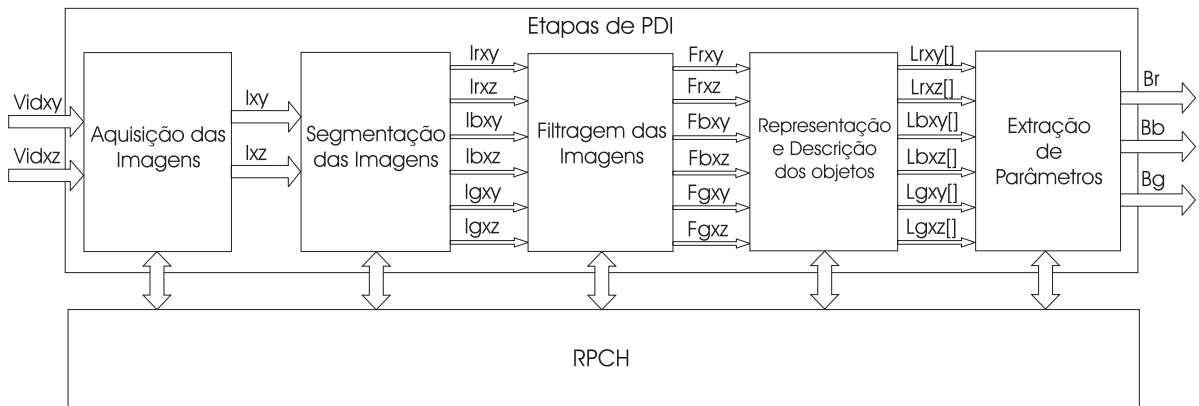 Etapas de PDI
Vidxy
Vidxz
Aquisição das
Imagens
Ixy
Ixz
Segmentação
das Imagens
Irxy
Irxz
Ibxy
Ibxz
Igxy
Igxz
Filtragem das
Imagens
Frxy
Frxz
Fbxy
Fbxz
Fgxy
Fgxz
Representação
e Descrição
dos objetos
Lrxy[]
Lrxz[]
Lbxy[]
Lbxz[]
Lgxy[]
Lgxz[]
Extração
de
Parâmetros
Br
Bb
Bg
RPCH